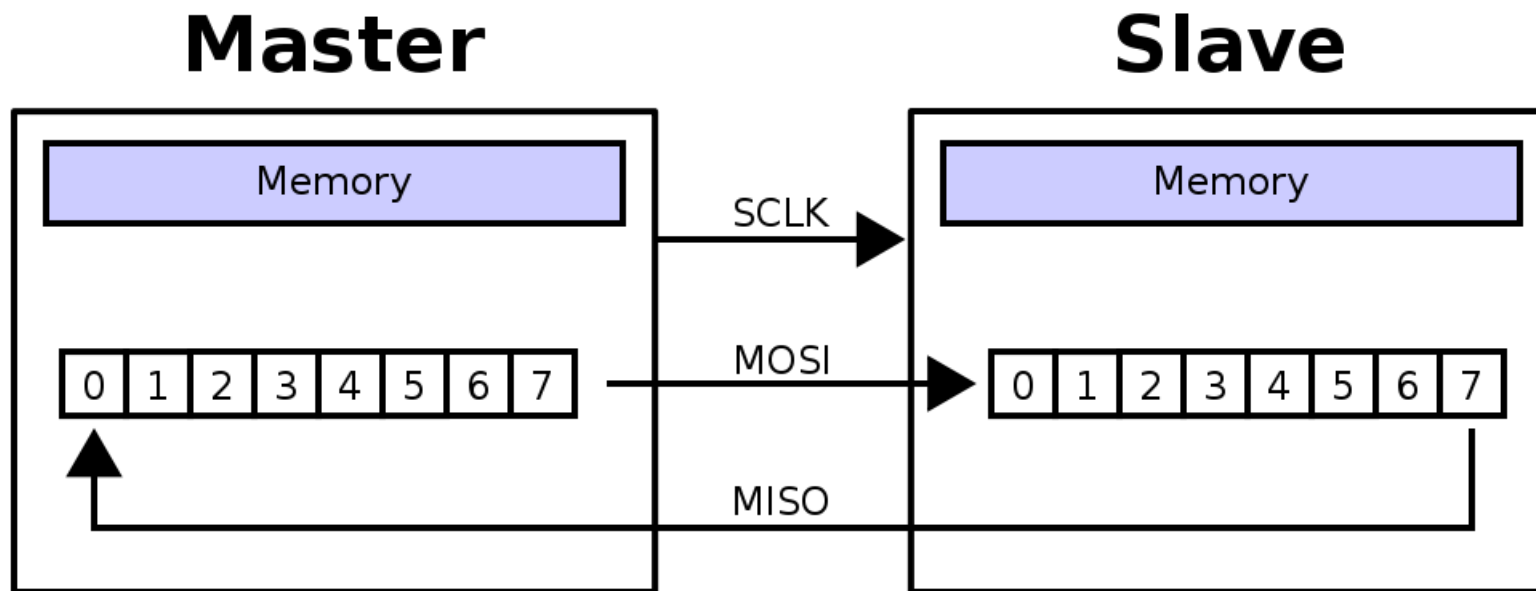 Master Slave
Memory Memory
SCLK
MOSI
0 1 2 3 4 5 6 7 0 1 2 3 4 5 6 7
MISO